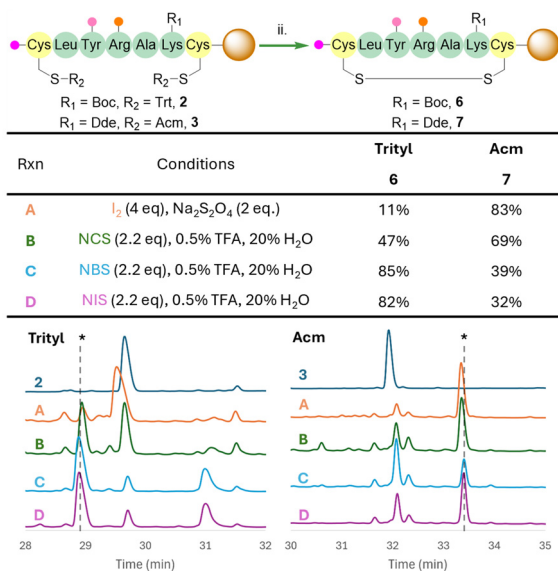 R1 R1
Cys Leu Tyr Arg Ala Lys Cys ii. Cys Leu Tyr Arg Ala Lys Cys
S-R2 R2-S S S
R1 = Boc, R2 = Trt, 2 R1 = Boc, 6
R1 = Dde, R2 = Acm, 3 R1 = Dde, 7
Rxn Conditions Trityl 6 Acm 7
A I2 (4 eq), Na2S2O4 (2 eq.) 11% 83%
B NCS (2.2 eq), 0.5% TFA, 20% H2O 47% 69%
C NBS (2.2 eq), 0.5% TFA, 20% H2O 85% 39%
D NIS (2.2 eq), 0.5% TFA, 20% H2O 82% 32%
Trityl *
2
A
B
C
D
28 29 30 31 32
Time (min)
Acm *
3
A
B
C
D
30 31 32 33 34 35
Time (min)